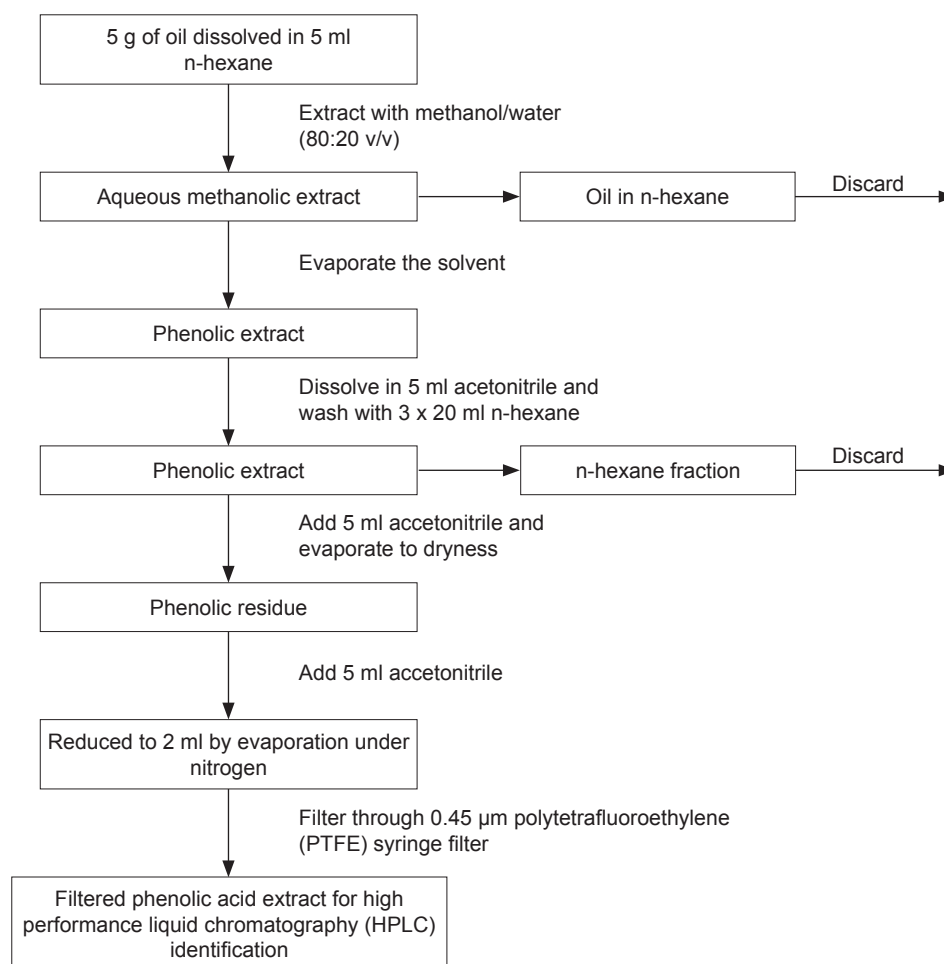 5 g of oil dissolved in 5 ml
n-hexane
Extract with methanol/water
(80:20 v/v)
Aqueous methanolic extract
Oil in n-hexane
Discard
Evaporate the solvent
Phenolic extract
Dissolve in 5 ml acetonitrile and
wash with 3 x 20 ml n-hexane
Phenolic extract
n-hexane fraction
Discard
Add 5 ml accetonitrile and
evaporate to dryness
Phenolic residue
Add 5 ml accetonitrile
Reduced to 2 ml by evaporation under
nitrogen
Filter through 0.45 μm polytetrafluoroethylene
(PTFE) syringe filter
Filtered phenolic acid extract for high
performance liquid chromatography (HPLC)
identification